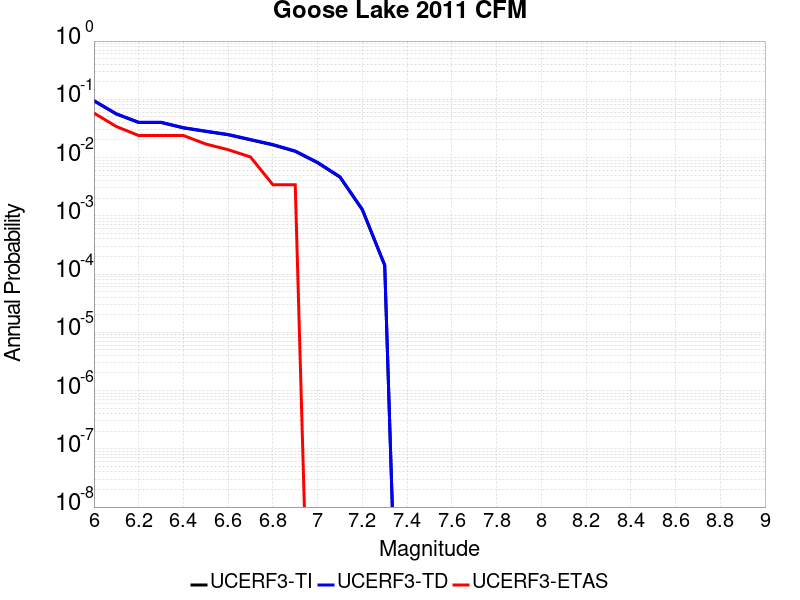 Goose Lake 2011 CFM
10^0
10^-1
10^-2
10^-3
10^-4
10^-5
10^-6
10^-7
10^-8
Annual Probability
6 6.2 6.4 6.6 6.8 7 7.2 7.4 7.6 7.8 8 8.2 8.4 8.6 8.8 9
Magnitude
UCERF3-TI UCERF3-TD UCERF3-ETAS